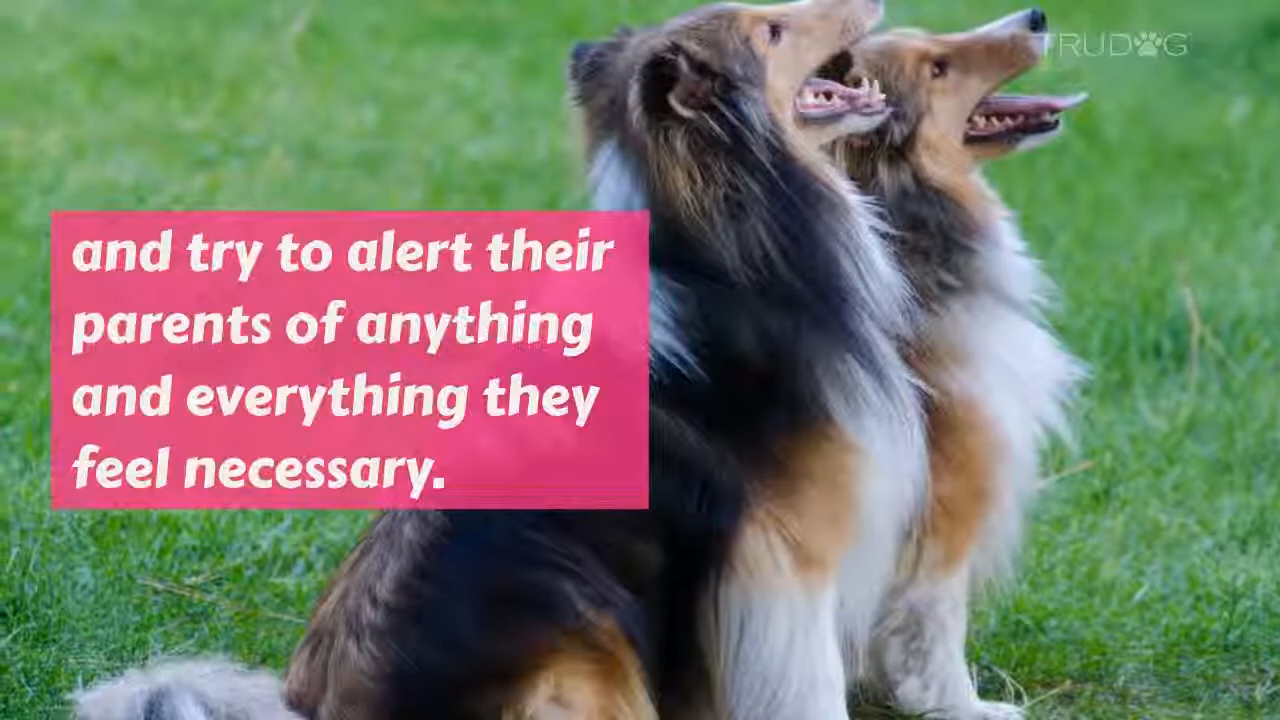 TRUDOG
and try to alert their
parents of anything
and everything they
feel necessary.